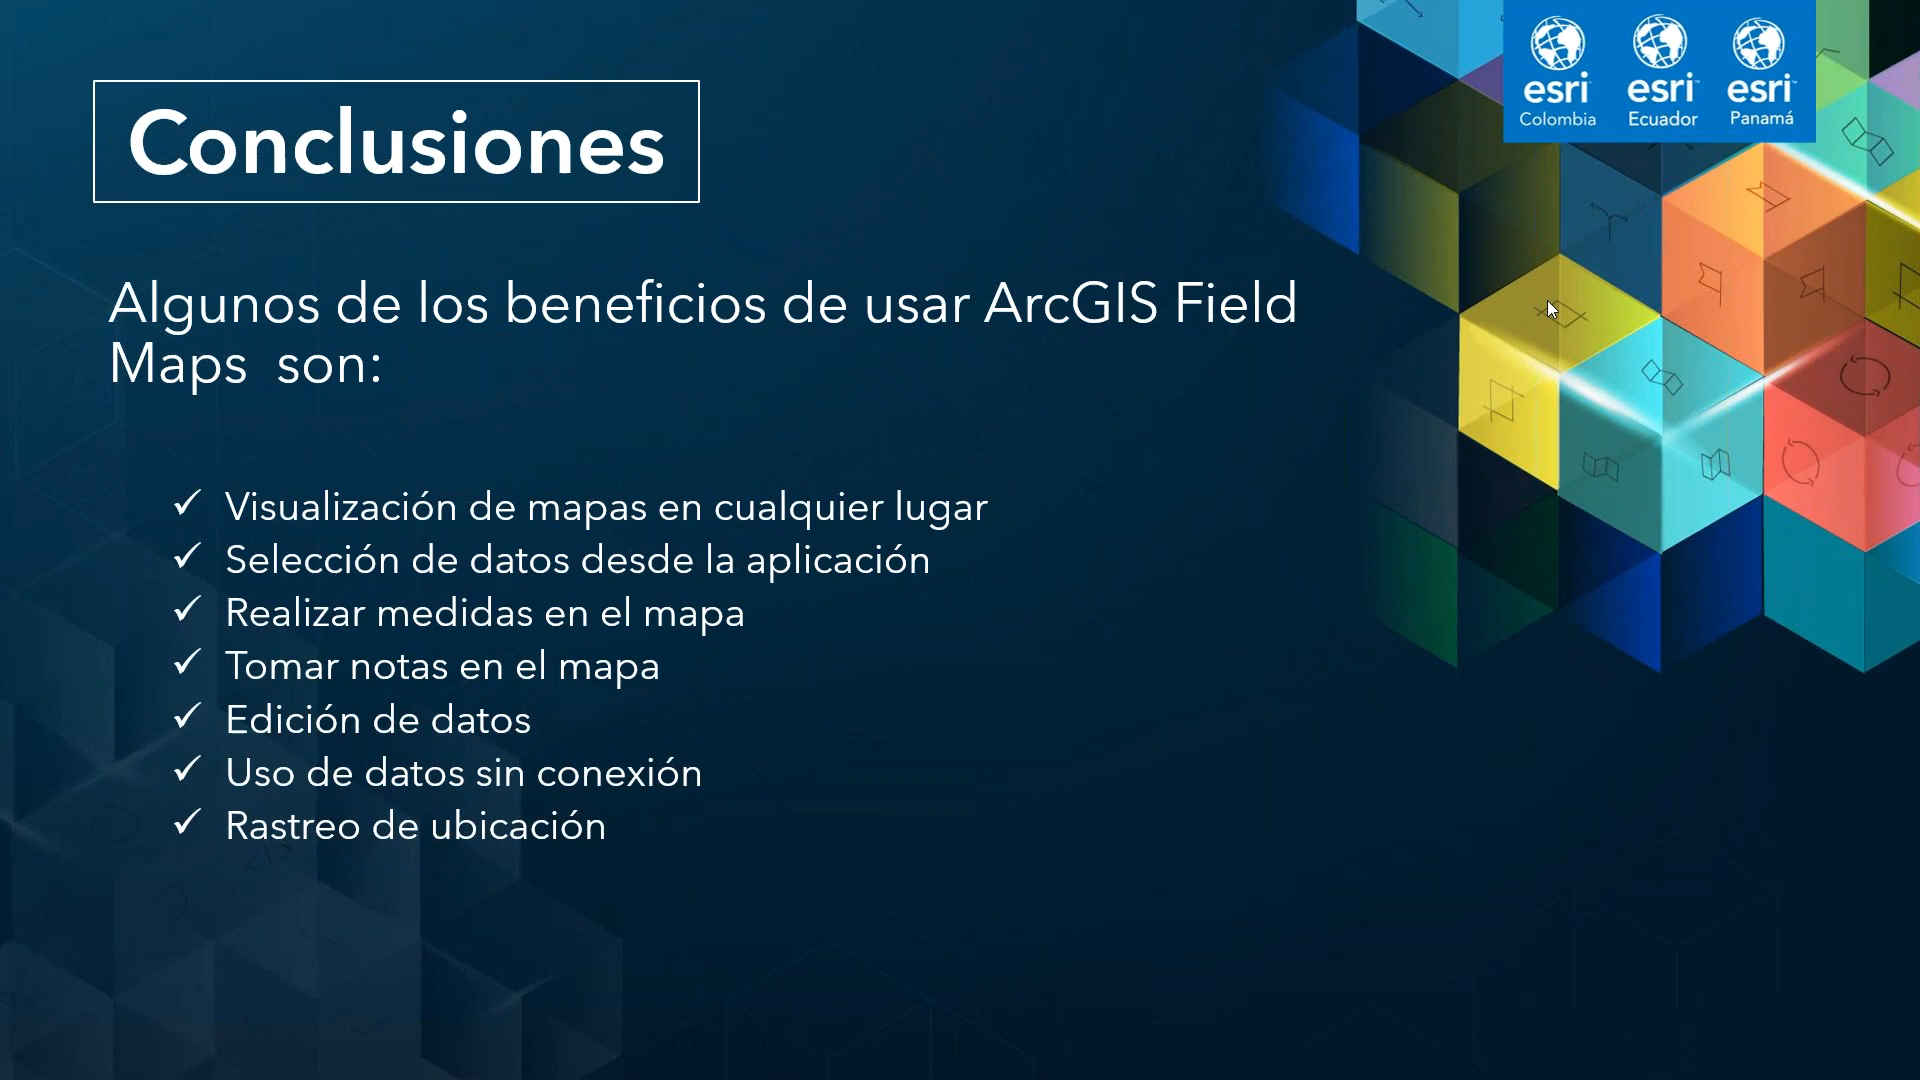 esri esri esri
Colombia Ecuador Panamá
Conclusiones
Algunos de los beneficios de usar ArcGIS Field
Maps son:
✓ Visualización de mapas en cualquier lugar
✓ Selección de datos desde la aplicación
✓ Realizar medidas en el mapa
✓ Tomar notas en el mapa
✓ Edición de datos
✓ Uso de datos sin conexión
✓ Rastreo de ubicación